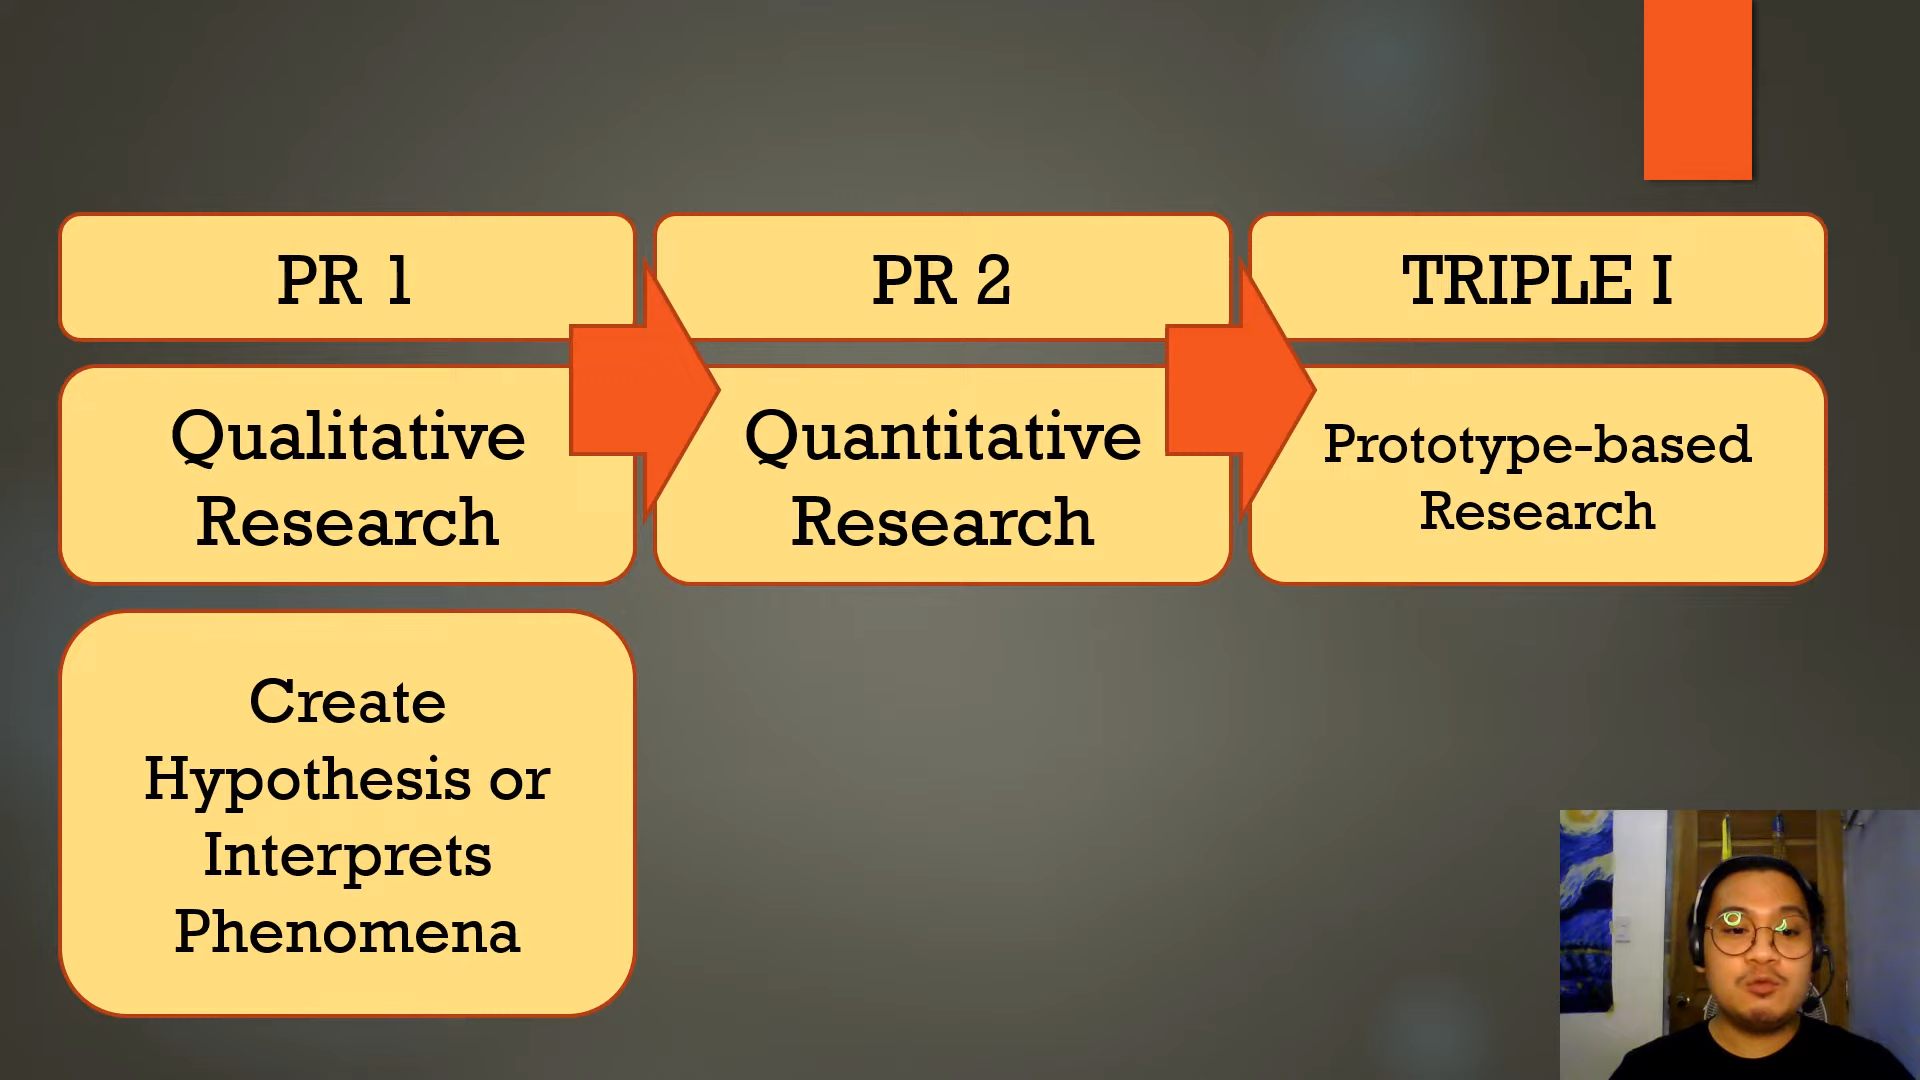 PR 1
PR 2
TRIPLE I
Qualitative
Research
Quantitative
Research
Prototype-based
Research
Create
Hypothesis or
Interprets
Phenomena